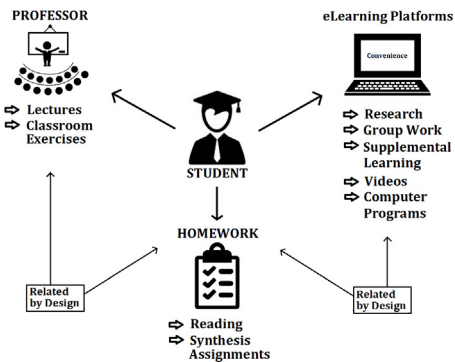 PROFESSOR
Lectures
Classroom
Exercises
eLearning Platforms
Convenience
Research
Group Work
Supplemental
Learning
Videos
Computer
Programs
STUDENT
HOMEWORK
Reading
Synthesis
Assignments
Related
by Design
Related
by Design